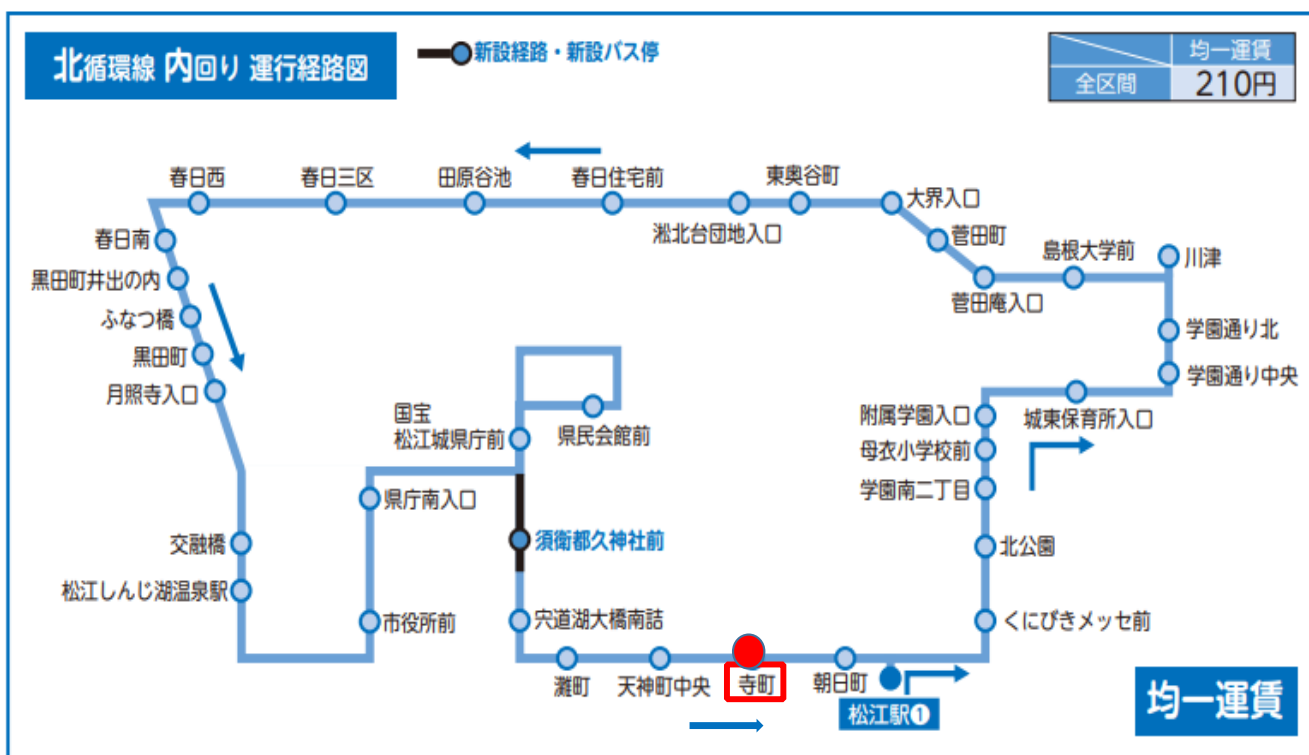 北循環線 内回り 運行経路図
新設経路・新設バス停
均一運賃
全区間 210円
春日西
春日三区
田原谷池
春日住宅前
東奥谷町
淞北台団地入口
大界入口
菅田町
菅田庵入口
島根大学前
川津
学園通り北
学園通り中央
城東保育所入口
附属学園入口
母衣小学校前
学園南二丁目
北公園
くにびきメッセ前
春日南
黒田町井出の内
ふなつ橋
黒田町
月照寺入口
交融橋
松江しんじ湖温泉駅
市役所前
県庁南入口
国宝
松江城県庁前
県民会館前
須衛都久神社前
宍道湖大橋南詰
灘町
天神町中央
寺町
朝日町
松江駅❶
均一運賃